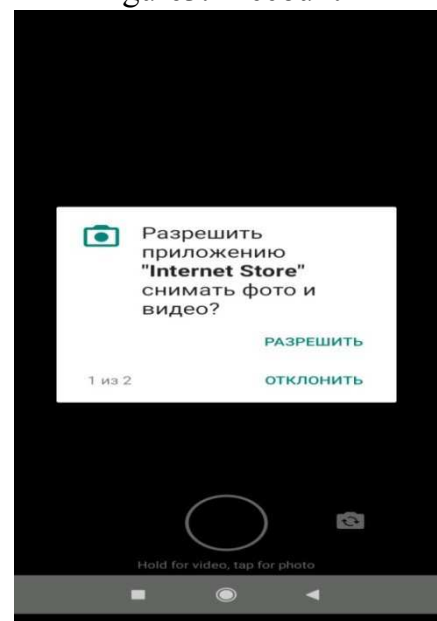 Разрешить
приложению
"Internet Store"
снимать фото и
видео?
РАЗРЕШИТЬ
1 из 2
ОТКЛОНИТЬ
Hold for video, tap for photo